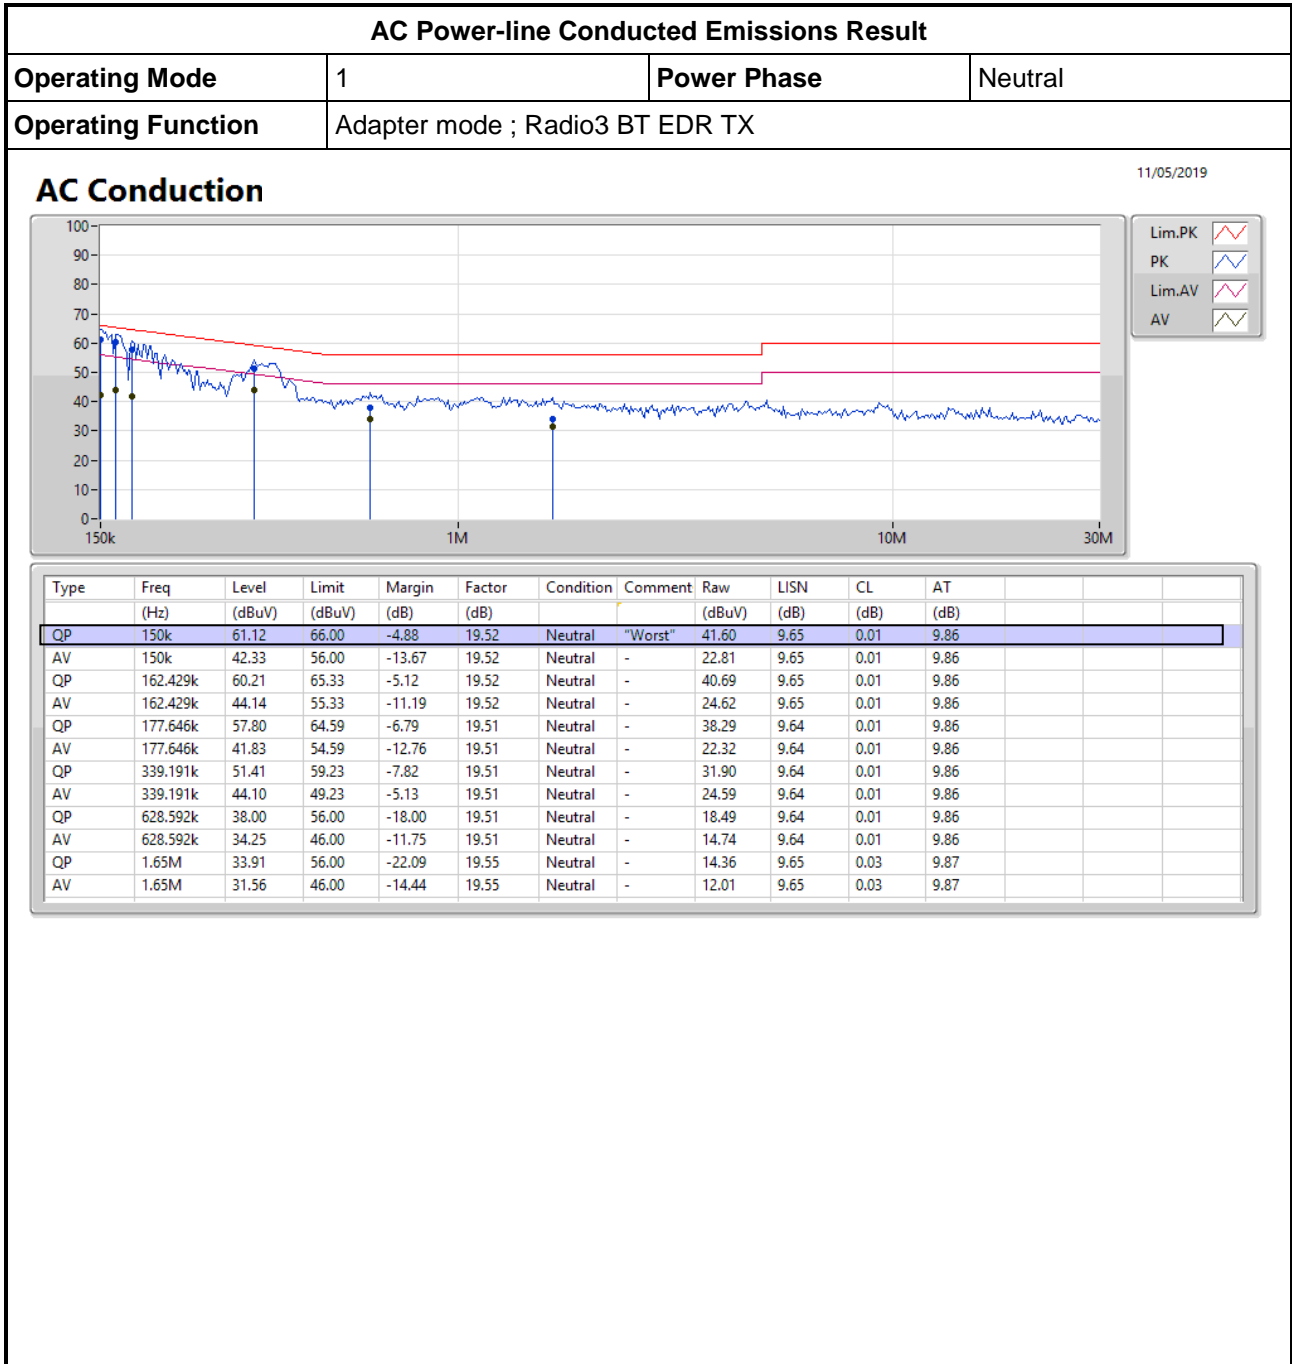 AC Power-line Conducted Emissions Result
Operating Mode 1 Power Phase Neutral
Operating Function Adapter mode ; Radio3 BT EDR TX
11/05/2019
AC Conduction
100
90
80
70
60
50
40
30
20
10
0
150k 1M 10M 30M
Lim.PK
PK
Lim.AV
AV
Type Freq Level Limit Margin Factor Condition Comment Raw LISN CL AT
(Hz) (dBuV) (dBuV) (dB) (dB) (dBuV) (dB) (dB) (dB)
QP 150k 61.12 66.00 -4.88 19.52 Neutral "Worst" 41.60 9.65 0.01 9.86
AV 150k 42.33 56.00 -13.67 19.52 Neutral - 22.81 9.65 0.01 9.86
QP 162.429k 60.21 65.33 -5.12 19.52 Neutral - 40.69 9.65 0.01 9.86
AV 162.429k 44.14 55.33 -11.19 19.52 Neutral - 24.62 9.65 0.01 9.86
QP 177.646k 57.80 64.59 -6.79 19.51 Neutral - 38.29 9.64 0.01 9.86
AV 177.646k 41.83 54.59 -12.76 19.51 Neutral - 22.32 9.64 0.01 9.86
QP 339.191k 51.41 59.23 -7.82 19.51 Neutral - 31.90 9.64 0.01 9.86
AV 339.191k 44.10 49.23 -5.13 19.51 Neutral - 24.59 9.64 0.01 9.86
QP 628.592k 38.00 56.00 -18.00 19.51 Neutral - 18.49 9.64 0.01 9.86
AV 628.592k 34.25 46.00 -11.75 19.51 Neutral - 14.74 9.64 0.01 9.86
QP 1.65M 33.91 56.00 -22.09 19.55 Neutral - 14.36 9.65 0.03 9.87
AV 1.65M 31.56 46.00 -14.44 19.55 Neutral - 12.01 9.65 0.03 9.87